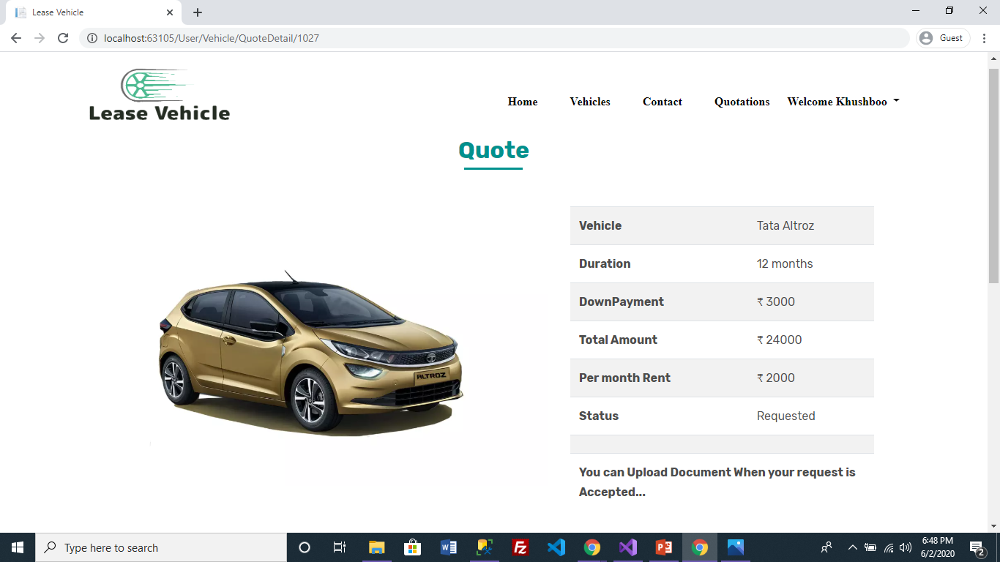 Lease Vehicle
localhost:63105/User/Vehicle/QuoteDetail/1027
Guest
Lease Vehicle
Home Vehicles Contact Quotations Welcome Khushboo
Quote
Vehicle Tata Altroz
Duration 12 months
DownPayment ₹ 3000
Total Amount ₹ 24000
Per month Rent ₹ 2000
Status Requested
You can Upload Document When your request is
Accepted...
ALTROZ
Type here to search
6:48 PM
6/2/2020
2